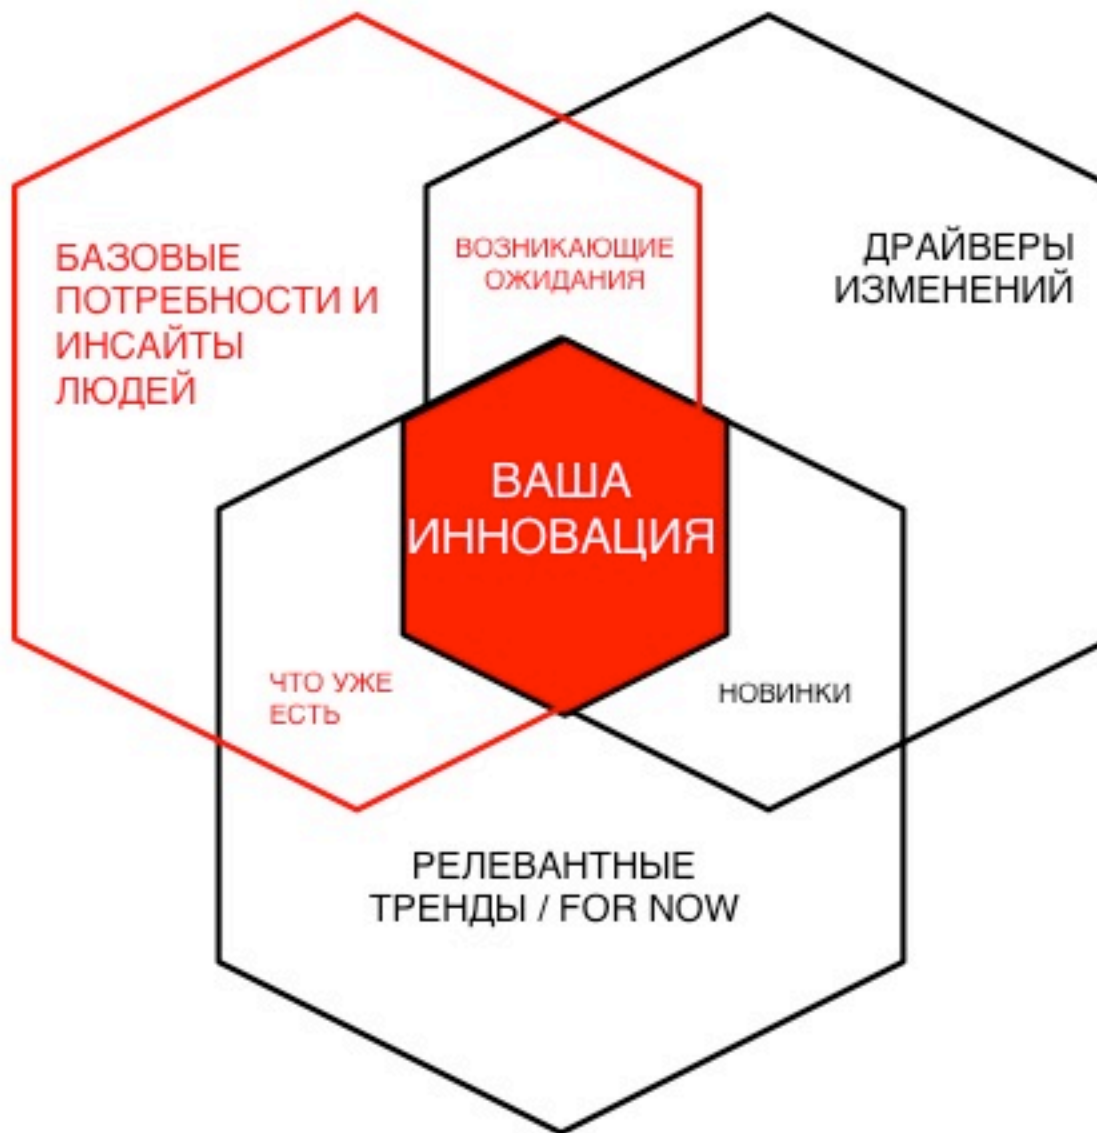 БАЗОВЫЕ
ПОТРЕБНОСТИ И
ИНСАЙТЫ
ЛЮДЕЙ
ВОЗНИКАЮЩИЕ
ОЖИДАНИЯ
ДРАЙВЕРЫ
ИЗМЕНЕНИЙ
ВАША
ИННОВАЦИЯ
ЧТО УЖЕ
ЕСТЬ
НОВИНКИ
РЕЛЕВАНТНЫЕ
ТРЕНДЫ / FOR NOW